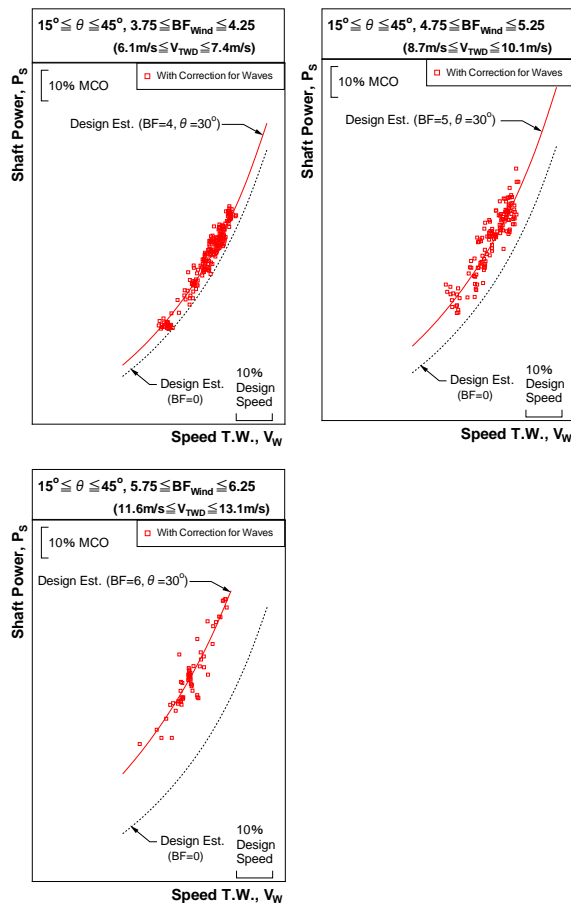 15° ≦ θ ≦45°, 3.75 ≦BF_Wind ≦4.25
(6.1m/s≦V_TWD ≦7.4m/s)
Shaft Power, P_S
10% MCO
With Correction for Waves
Design Est. (BF=4, θ=30°)
Design Est.
(BF=0)
10%
Design
Speed
Speed T.W., V_W
15° ≦ θ ≦45°, 4.75 ≦BF_Wind ≦5.25
(8.7m/s≦V_TWD ≦10.1m/s)
Shaft Power, P_S
10% MCO
With Correction for Waves
Design Est. (BF=5, θ=30°)
Design Est.
(BF=0)
10%
Design
Speed
Speed T.W., V_W
15° ≦ θ ≦45°, 5.75 ≦BF_Wind ≦6.25
(11.6m/s≦V_TWD ≦13.1m/s)
Shaft Power, P_S
10% MCO
With Correction for Waves
Design Est. (BF=6, θ=30°)
Design Est.
(BF=0)
10%
Design
Speed
Speed T.W., V_W